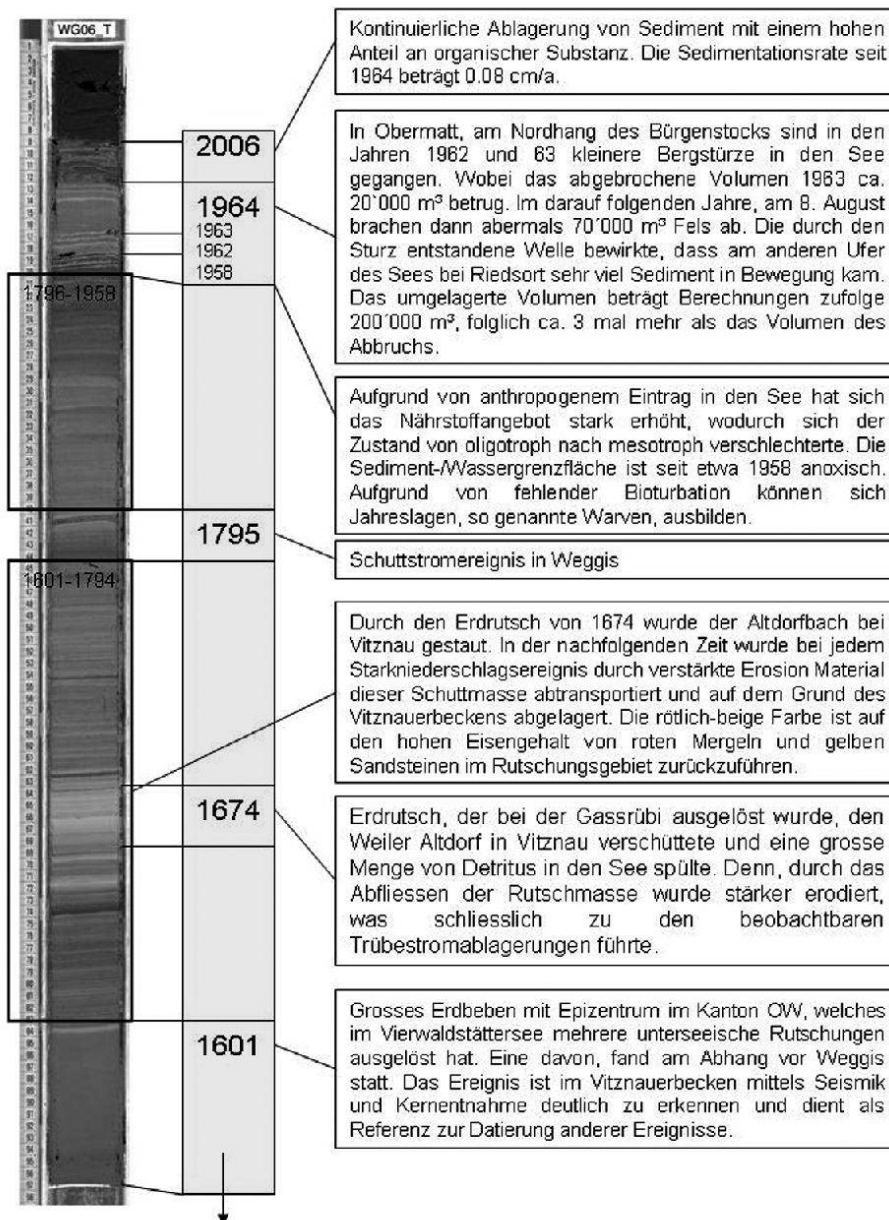 WG06_T
Kontinuierliche Ablagerung von Sediment mit einem hohen
Anteil an organischer Substanz. Die Sedimentationsrate seit
1964 beträgt 0.08 cm/a.
2006
In Obermatt, am Nordhang des Bürgenstocks sind in den
Jahren 1962 und 63 kleinere Bergstürze in den See
gegangen. Wobei das abgebrochene Volumen 1963 ca.
20`000 m³ betrug. Im darauf folgenden Jahre, am 8. August
brachen dann abermals 70`000 m³ Fels ab. Die durch den
Sturz entstandene Welle bewirkte, dass am anderen Ufer
des Sees bei Riedsort sehr viel Sediment in Bewegung kam.
Das umgelagerte Volumen beträgt Berechnungen zufolge
200`000 m³, folglich ca. 3 mal mehr als das Volumen des
Abbruchs.
1964
1963
1962
1958
1796-1958
Aufgrund von anthropogenem Eintrag in den See hat sich
das Nährstoffangebot stark erhöht, wodurch sich der
Zustand von oligotroph nach mesotroph verschlechterte. Die
Sediment-/Wassergrenzfläche ist seit etwa 1958 anoxisch.
Aufgrund von fehlender Bioturbation können sich
Jahreslagen, so genannte Warven, ausbilden.
1795
Schuttstromereignis in Weggis
1601-1794
Durch den Erdrutsch von 1674 wurde der Altdorfbach bei
Vitznau gestaut. In der nachfolgenden Zeit wurde bei jedem
Starkniederschlagsereignis durch verstärkte Erosion Material
dieser Schuttmasse abtransportiert und auf dem Grund des
Vitznauerbeckens abgelagert. Die rötlich-beige Farbe ist auf
den hohen Eisengehalt von roten Mergeln und gelben
Sandsteinen im Rutschungsgebiet zurückzuführen.
1674
Erdrutsch, der bei der Gassrübi ausgelöst wurde, den
Weiler Altdorf in Vitznau verschüttete und eine grosse
Menge von Detritus in den See spülte. Denn, durch das
Abfliessen der Rutschmasse wurde stärker erodiert,
was schliesslich zu den beobachtbaren
Trübestromablagerungen führte.
1601
Grosses Erdbeben mit Epizentrum im Kanton OW, welches
im Vierwaldstättersee mehrere unterseeische Rutschungen
ausgelöst hat. Eine davon, fand am Abhang vor Weggis
statt. Das Ereignis ist im Vitznauerbecken mittels Seismik
und Kernentnahme deutlich zu erkennen und dient als
Referenz zur Datierung anderer Ereignisse.